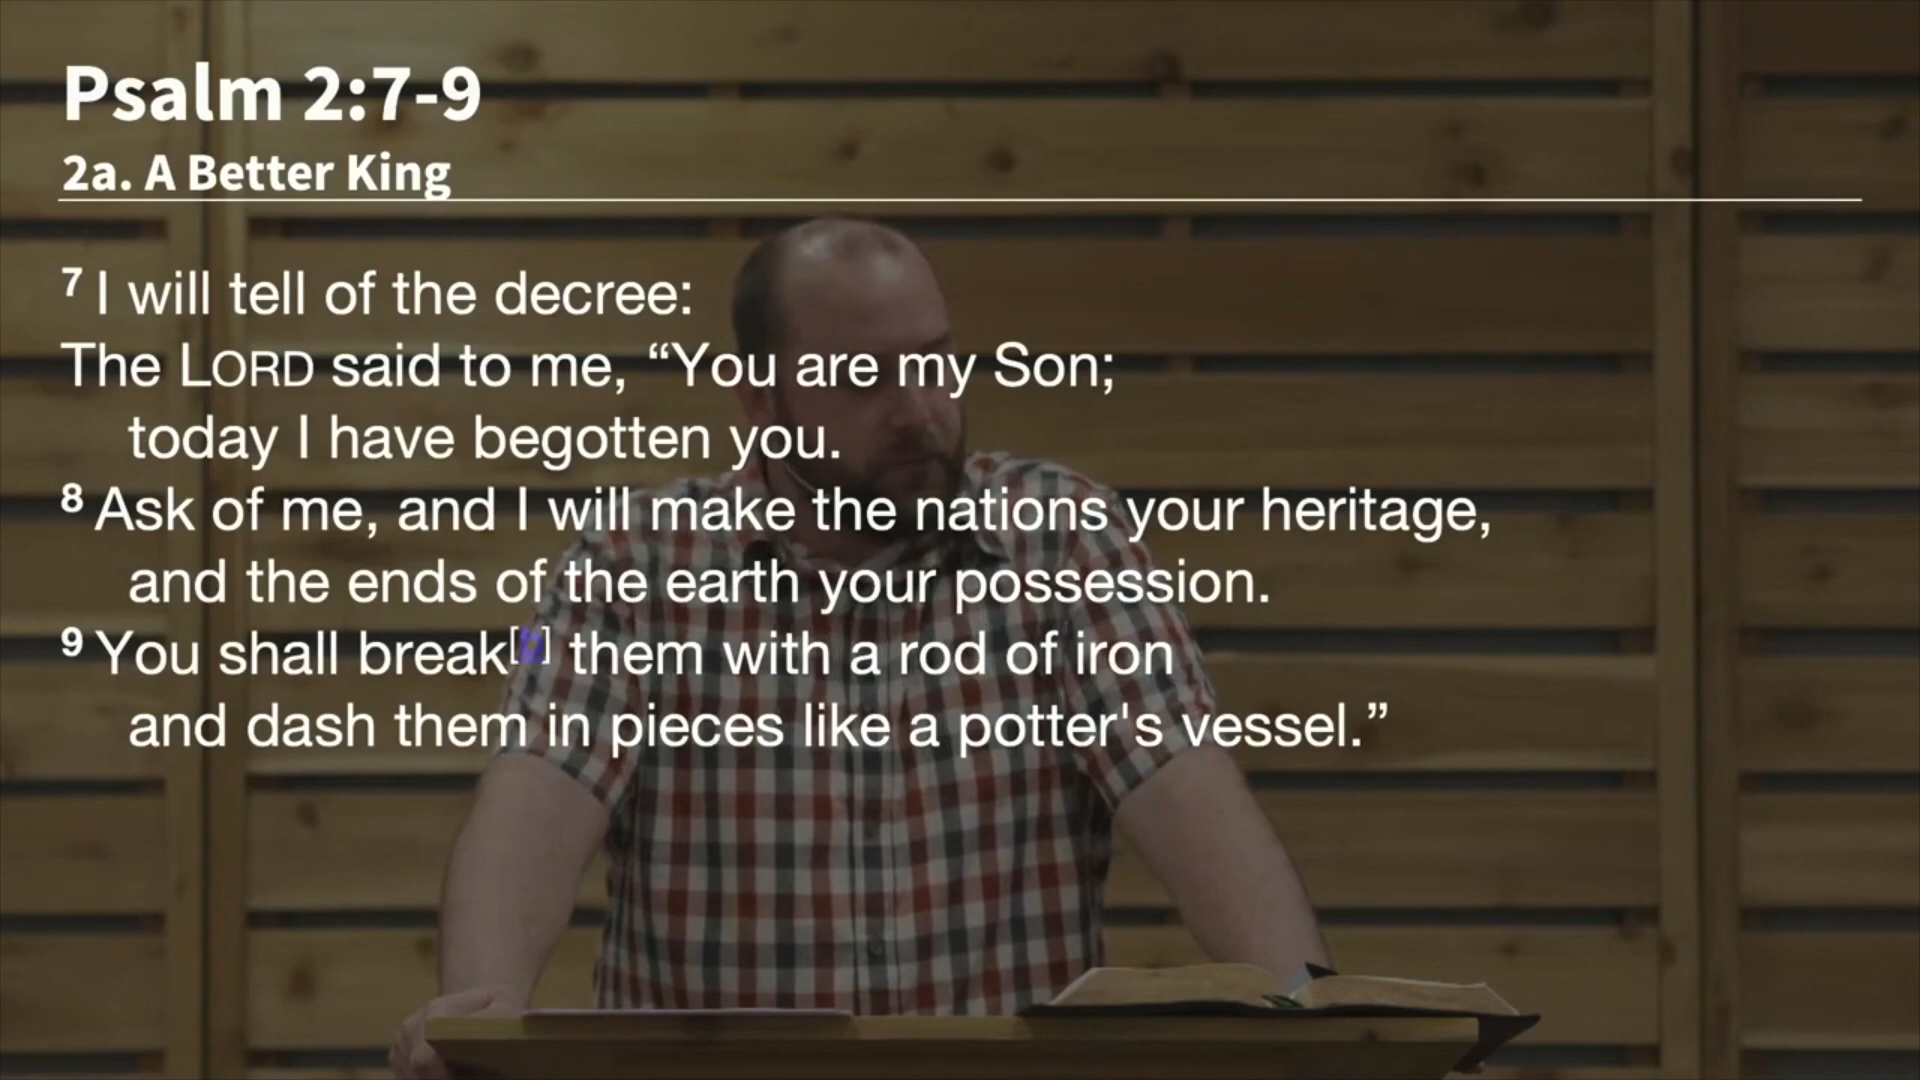 Psalm 2:7-9
2a. A Better King
7 I will tell of the decree:
The LORD said to me, “You are my Son;
today I have begotten you.
8 Ask of me, and I will make the nations your heritage,
and the ends of the earth your possession.
9 You shall break[b] them with a rod of iron
and dash them in pieces like a potter's vessel.”